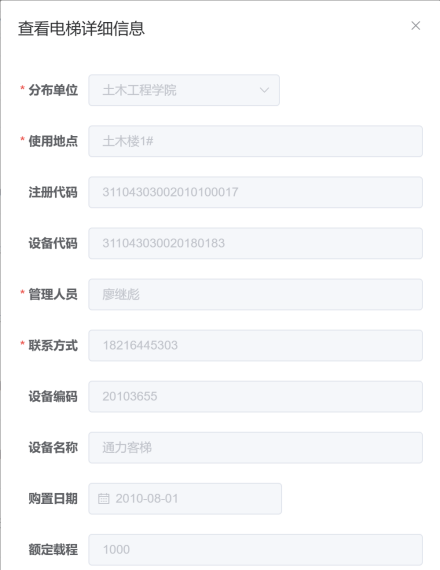 查看电梯详细信息
* 分布单位 土木工程学院
* 使用地点 土木楼1#
注册代码 31104303002010100017
设备代码 311043030020180183
* 管理人员 廖继彪
* 联系方式 18216445303
设备编码 20103655
设备名称 通力客梯
购置日期 2010-08-01
额定载程 1000